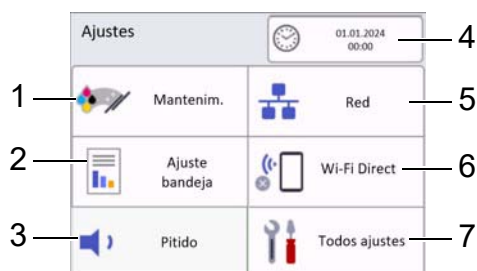 Ajustes
01.01.2024
00:00
4
1
Mantenim.
Red
5
2
Ajuste
bandeja
Wi-Fi Direct
6
3
Pitido
Todos ajustes
7